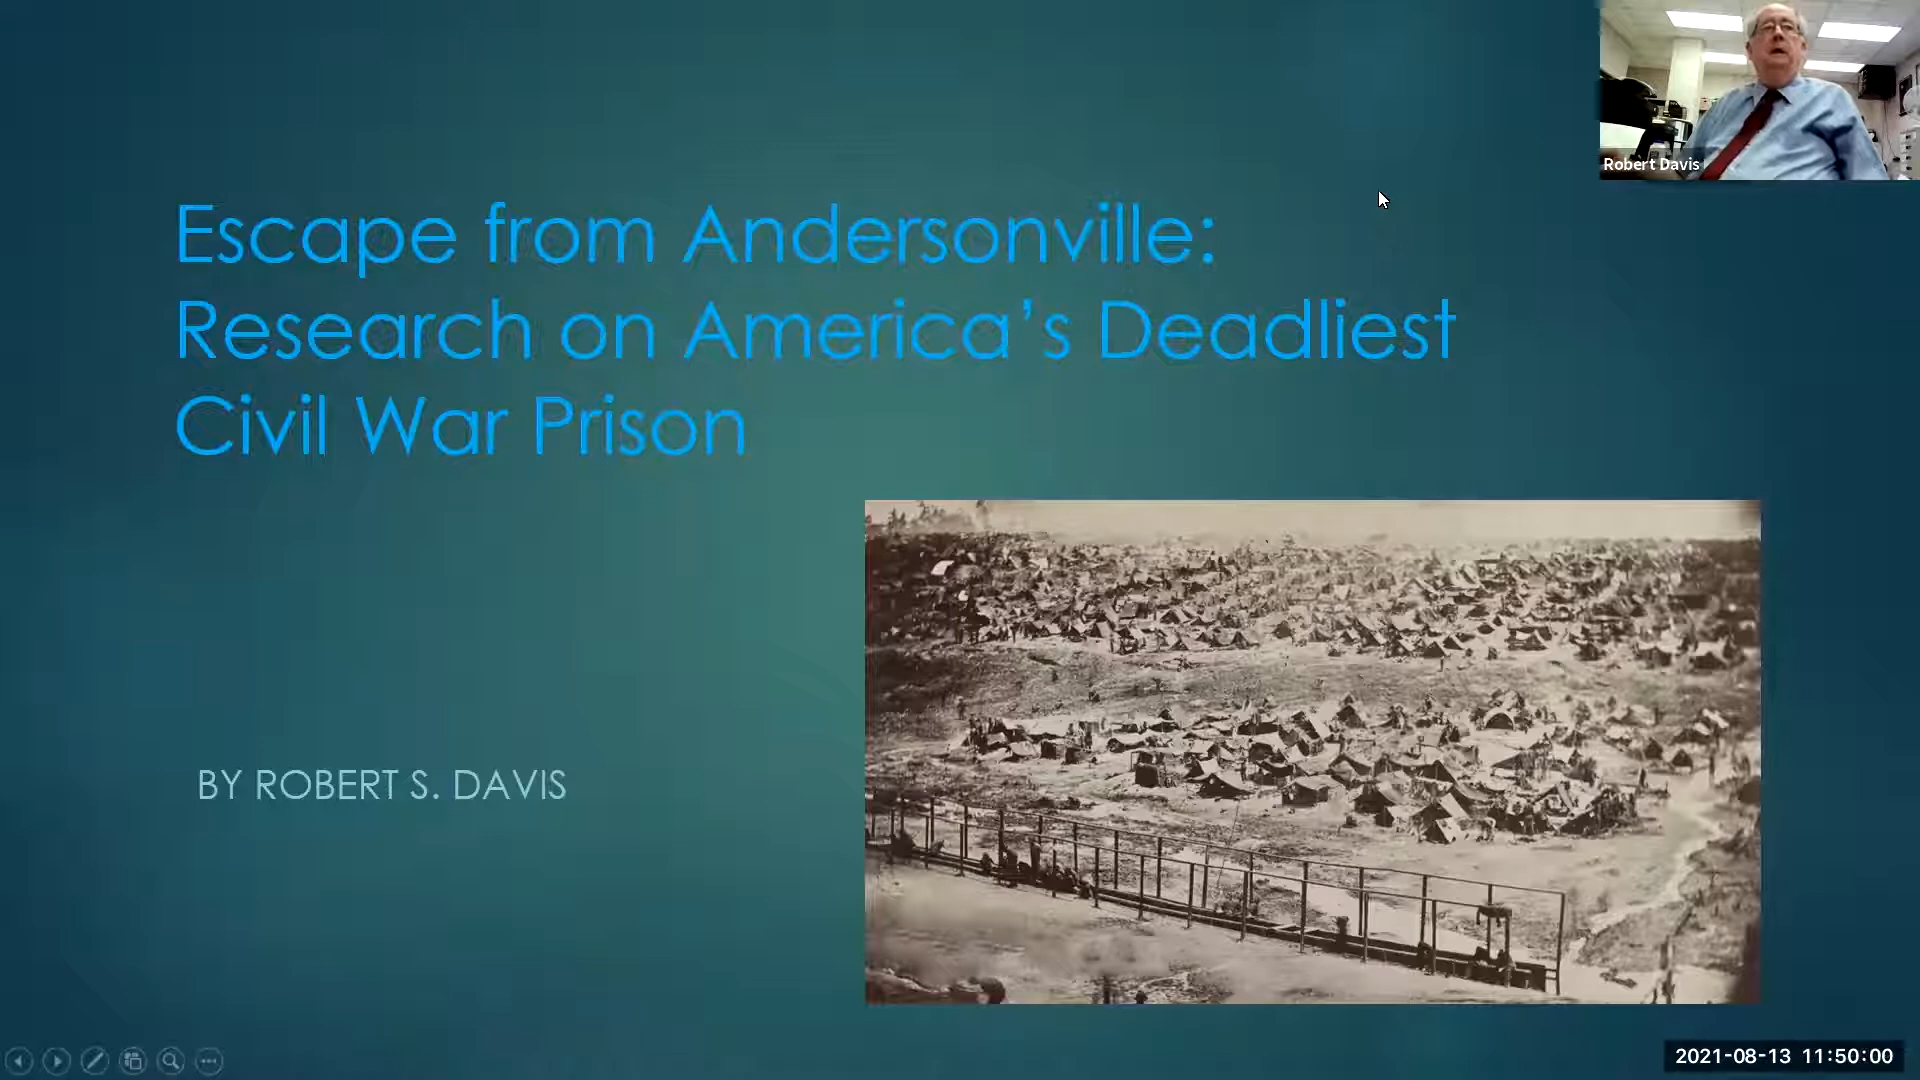 Robert Davis
Escape from Andersonville:
Research on America’s Deadliest
Civil War Prison
BY ROBERT S. DAVIS
2021-08-13 11:50:00